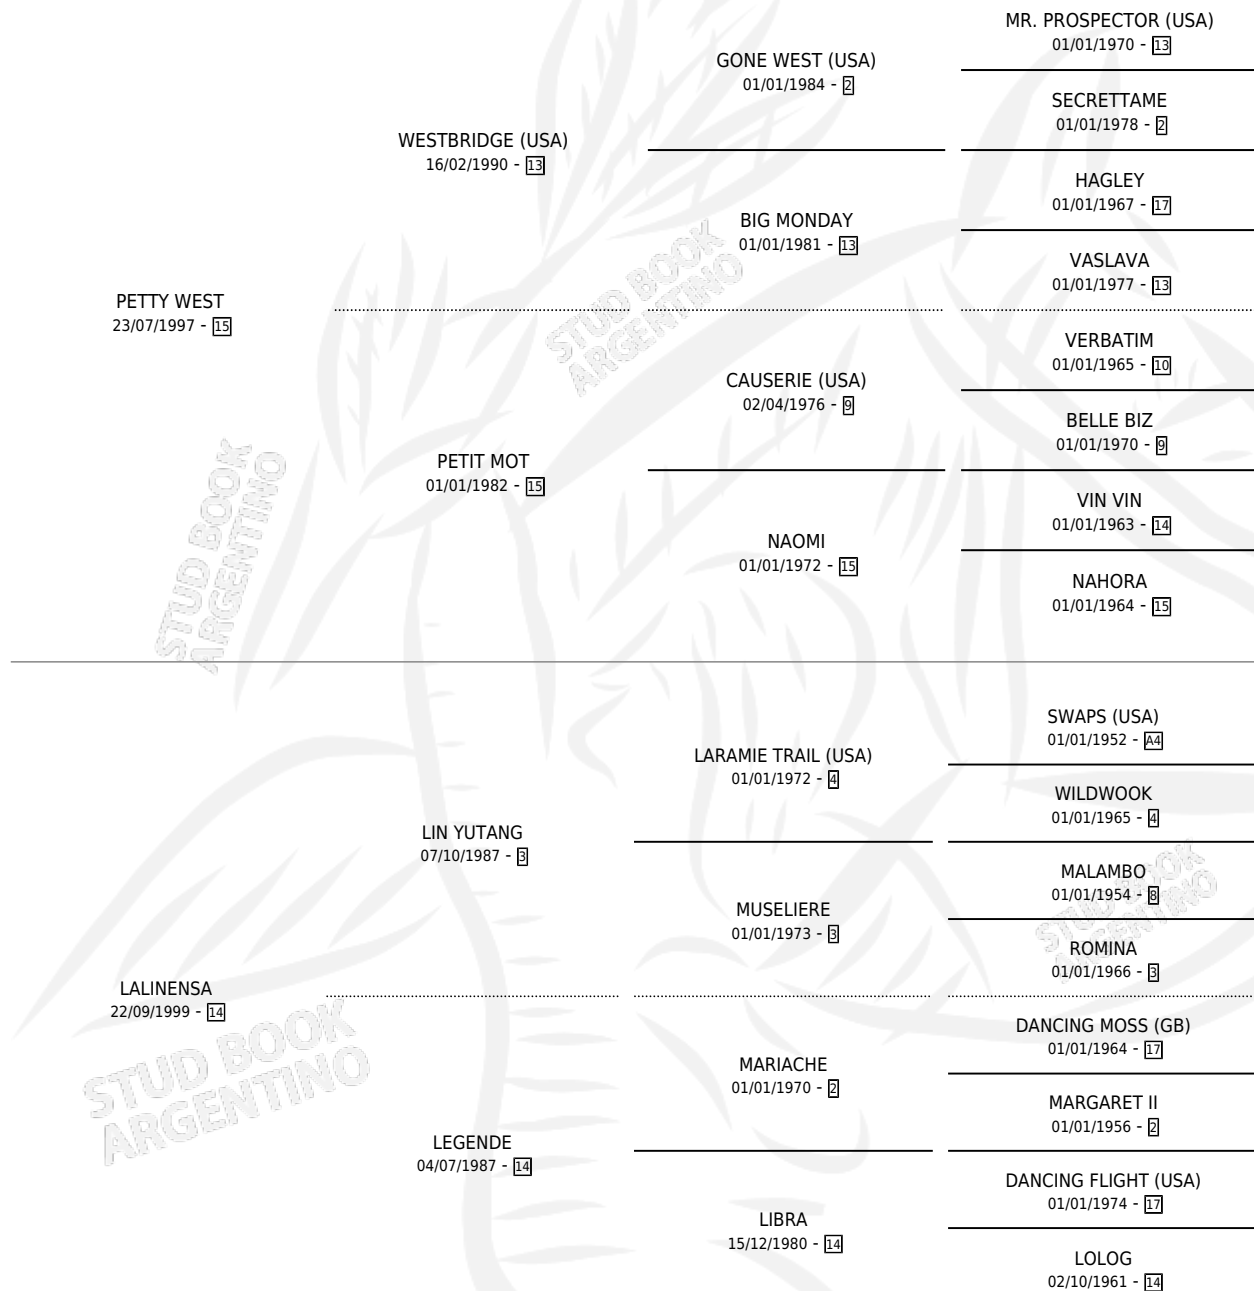 MR. PROSPECTOR (USA)
01/01/1970 - 13
GONE WEST (USA)
01/01/1984 - 2
SECRETTAME
01/01/1978 - 2
WESTBRIDGE (USA)
16/02/1990 - 13
HAGLEY
01/01/1967 - 17
BIG MONDAY
01/01/1981 - 13
VASLAVA
01/01/1977 - 13
PETTY WEST
23/07/1997 - 15
VERBATIM
01/01/1965 - 10
CAUSERIE (USA)
02/04/1976 - 9
BELLE BIZ
01/01/1970 - 9
PETIT MOT
01/01/1982 - 15
VIN VIN
01/01/1963 - 14
NAOMI
01/01/1972 - 15
NAHORA
01/01/1964 - 15
STUD BOOK
ARGENTINO
STUD BOOK
ARGENTINO
SWAPS (USA)
01/01/1952 - A4
LARAMIE TRAIL (USA)
01/01/1972 - 4
WILDWOOK
01/01/1965 - 4
LIN YUTANG
07/10/1987 - 3
MALAMBO
01/01/1954 - 8
MUSELIERE
01/01/1973 - 3
ROMINA
01/01/1966 - 3
LALINENSA
22/09/1999 - 14
DANCING MOSS (GB)
01/01/1964 - 17
MARIACHE
01/01/1970 - 2
MARGARET II
01/01/1956 - 2
LEGENDE
04/07/1987 - 14
DANCING FLIGHT (USA)
01/01/1974 - 17
LIBRA
15/12/1980 - 14
LOLOG
02/10/1961 - 14
STUD BOOK
ARGENTINO
STUD BOOK
ARGENTINO